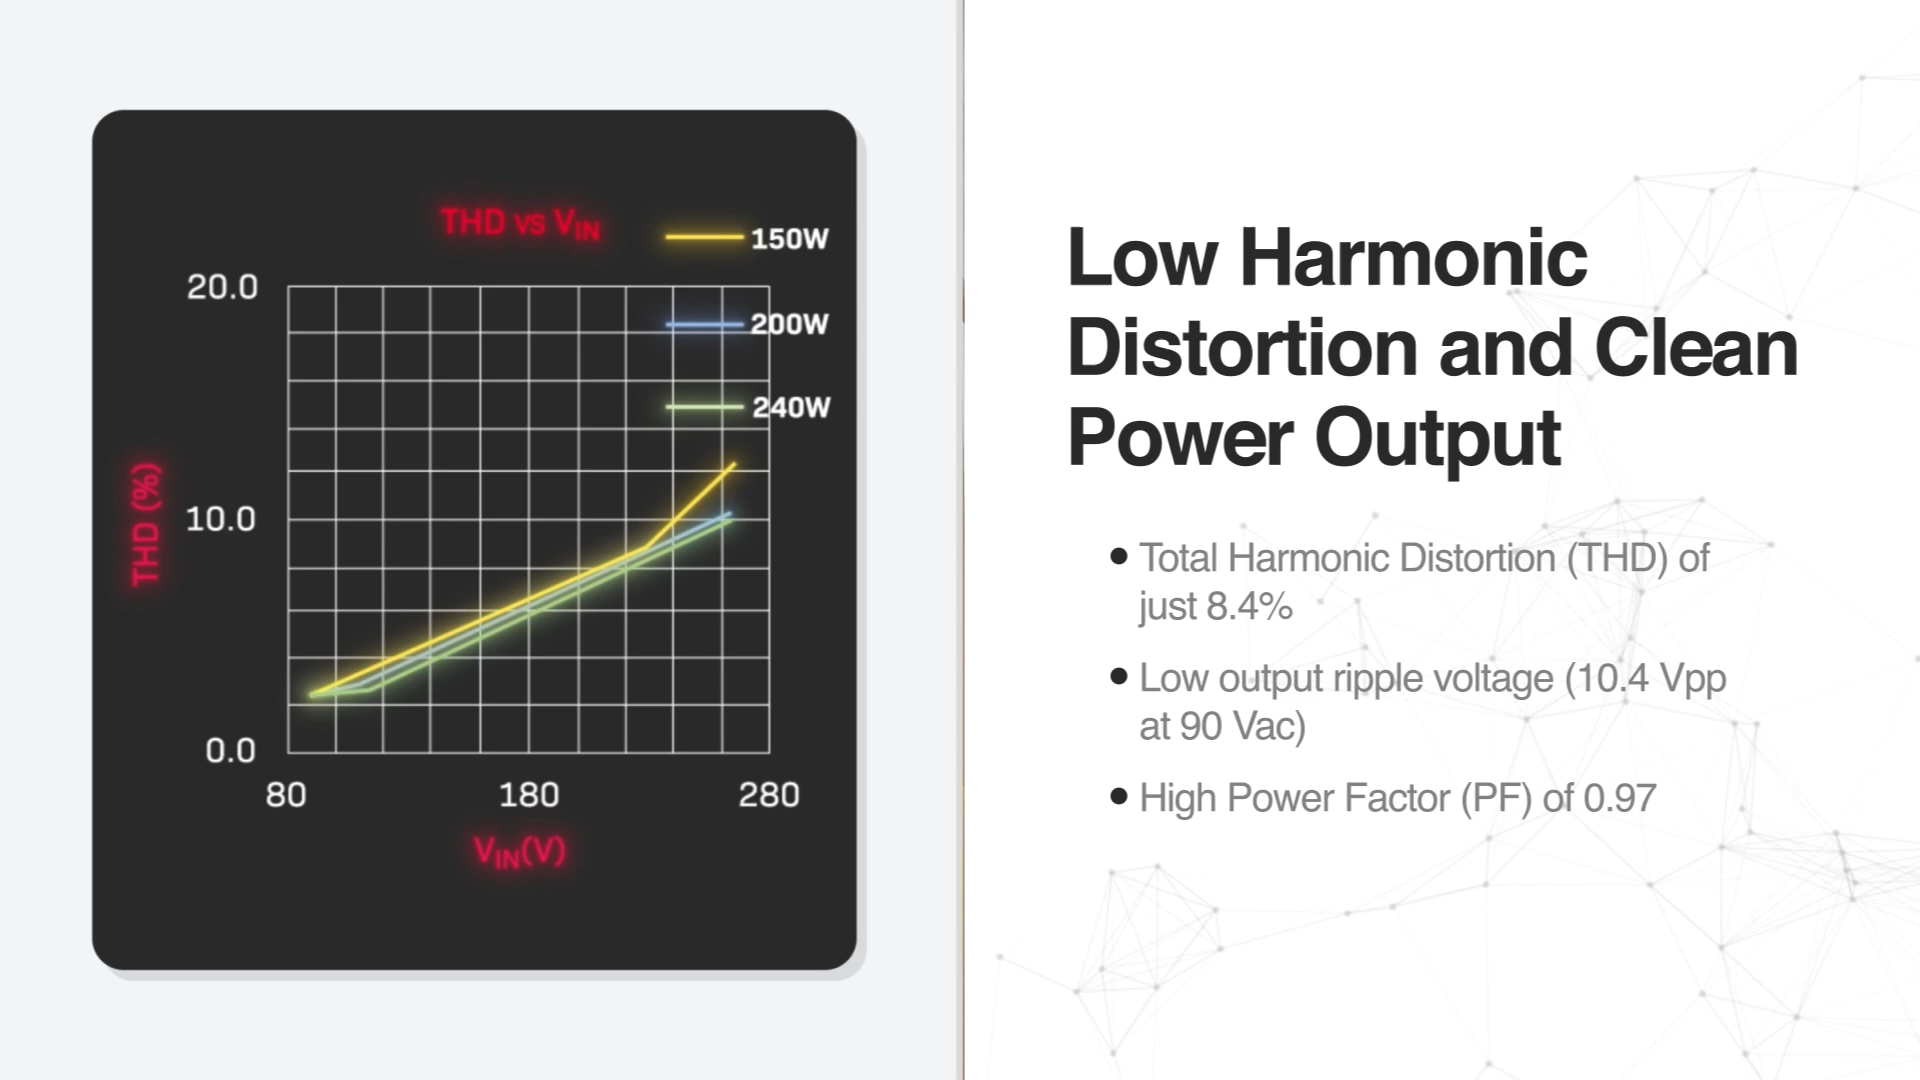 THD vs VIN
150W
200W
240W
20.0
10.0
0.0
THD (%)
80 180 280
VIN(V)
Low Harmonic
Distortion and Clean
Power Output
• Total Harmonic Distortion (THD) of
just 8.4%
• Low output ripple voltage (10.4 Vpp
at 90 Vac)
• High Power Factor (PF) of 0.97